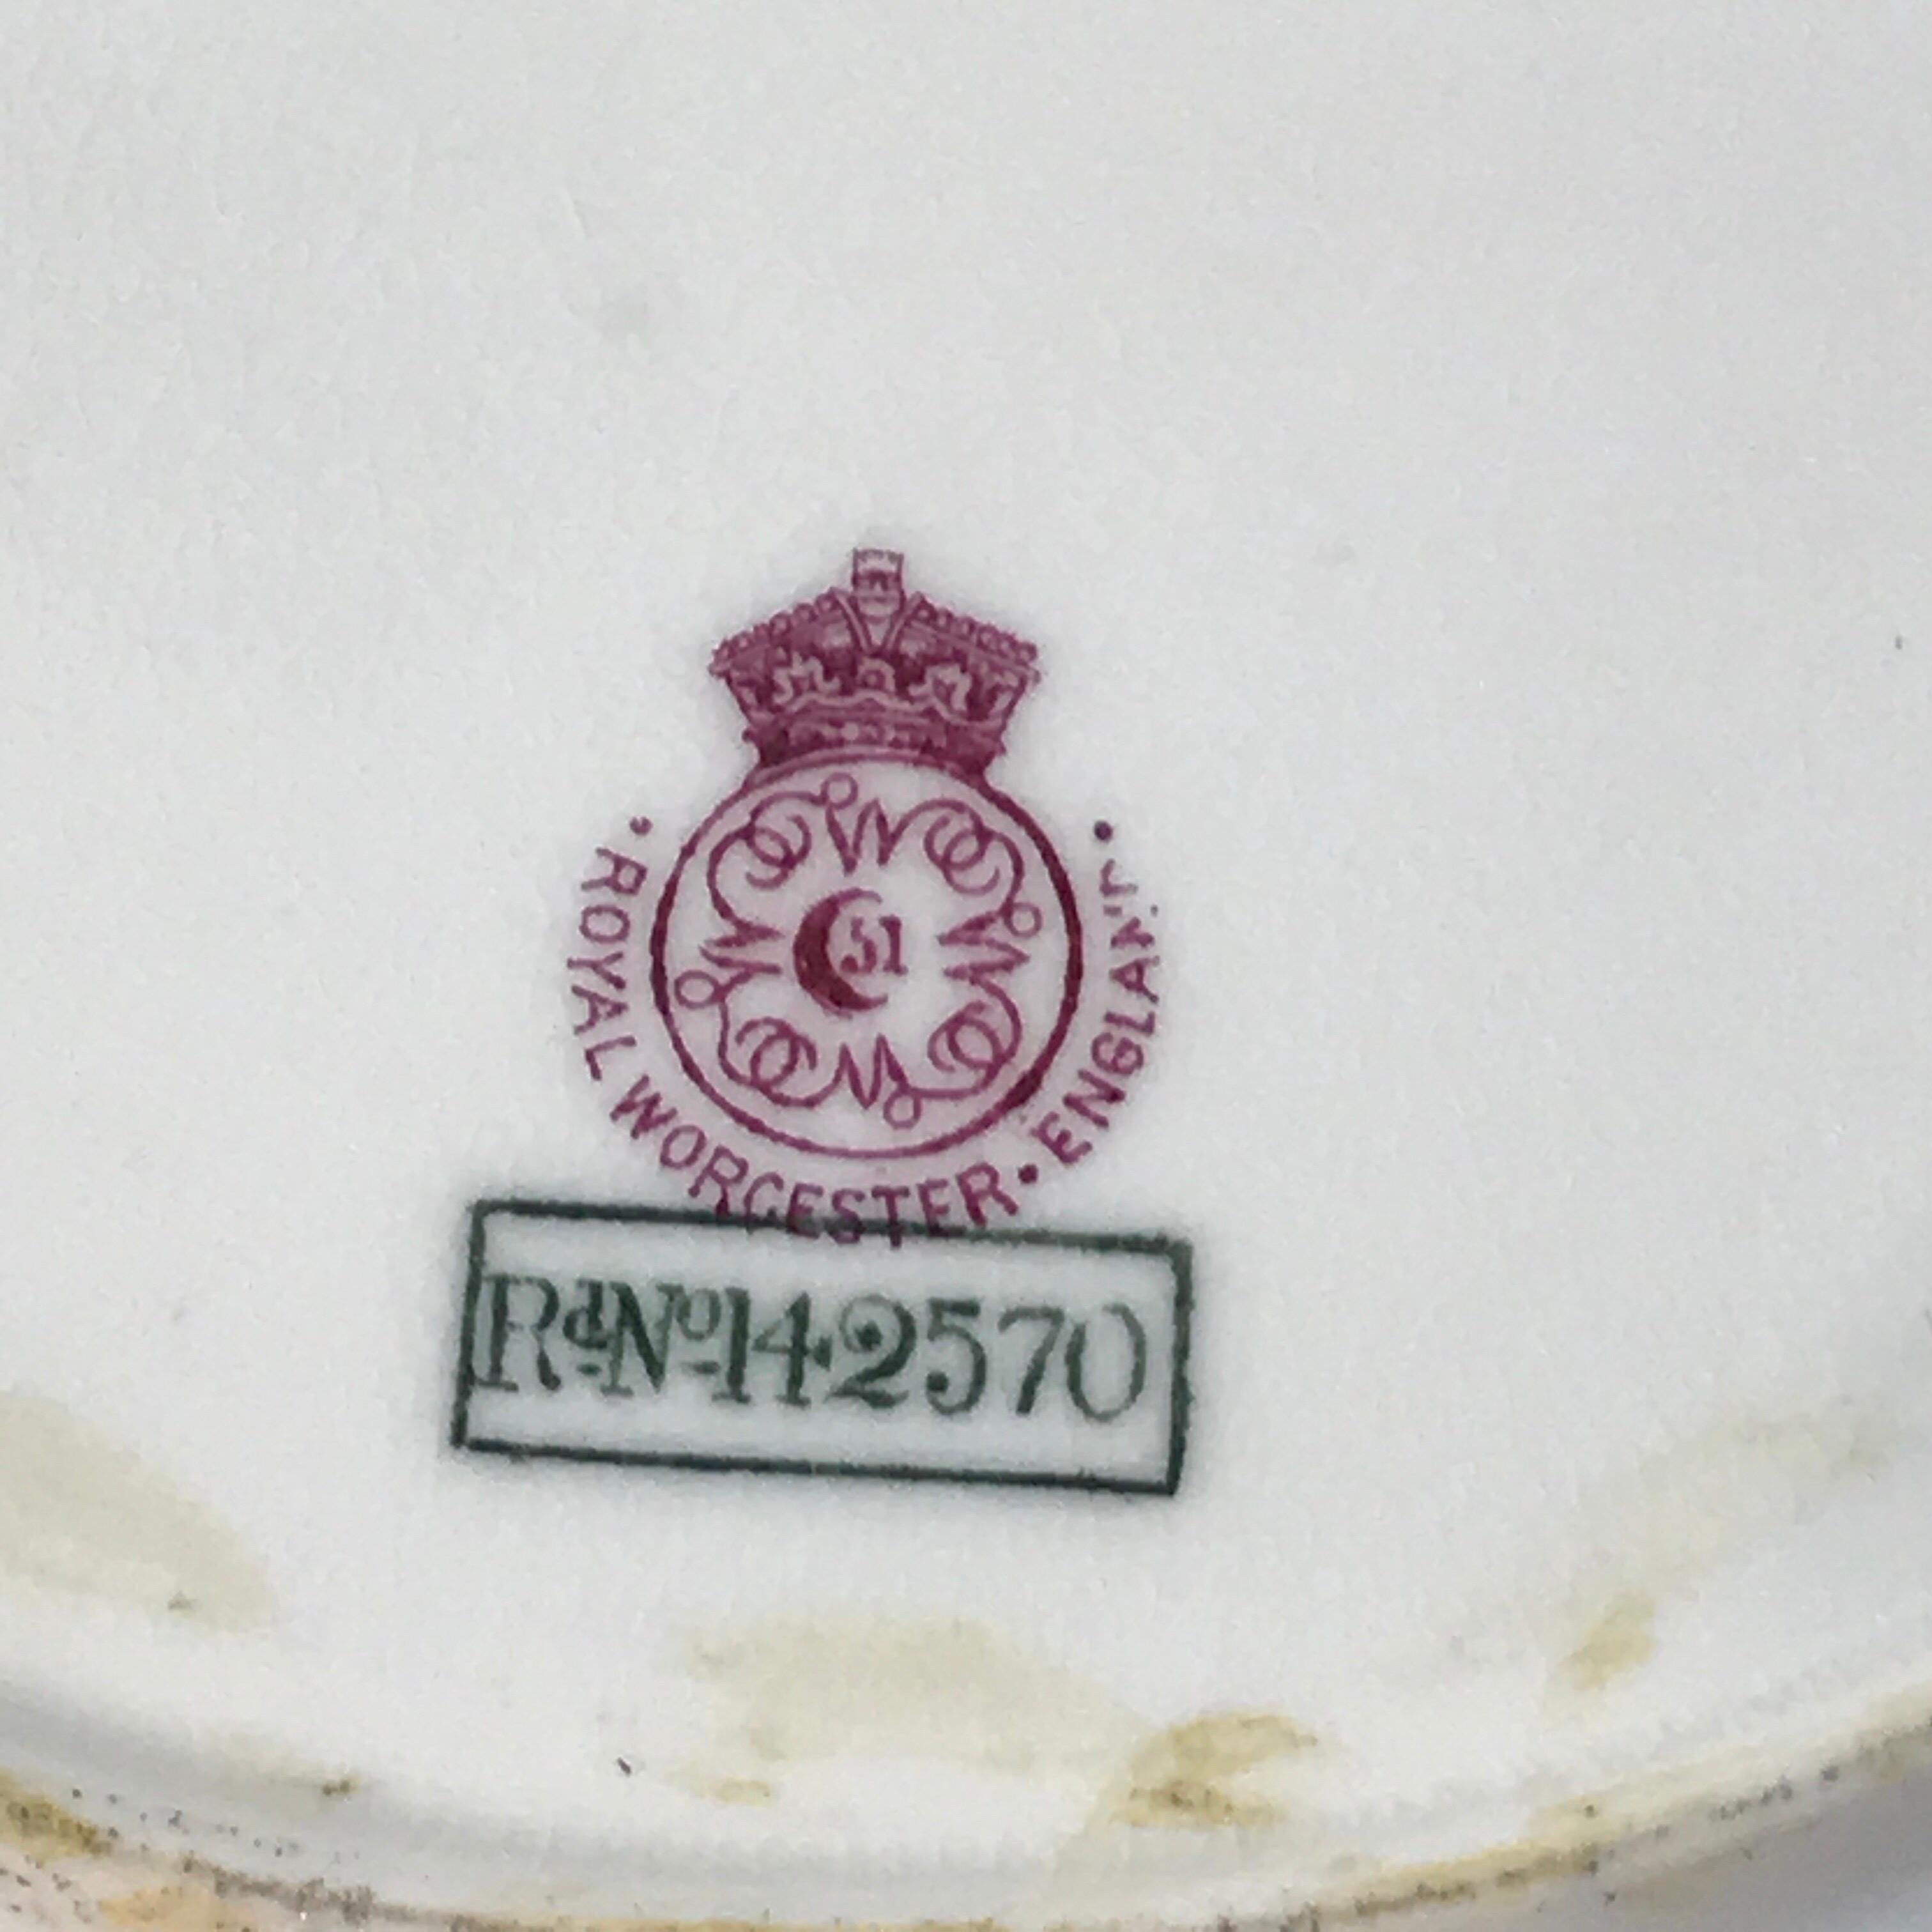 51
• ROYAL WORCESTER • ENGLAND •
Rd No 142570